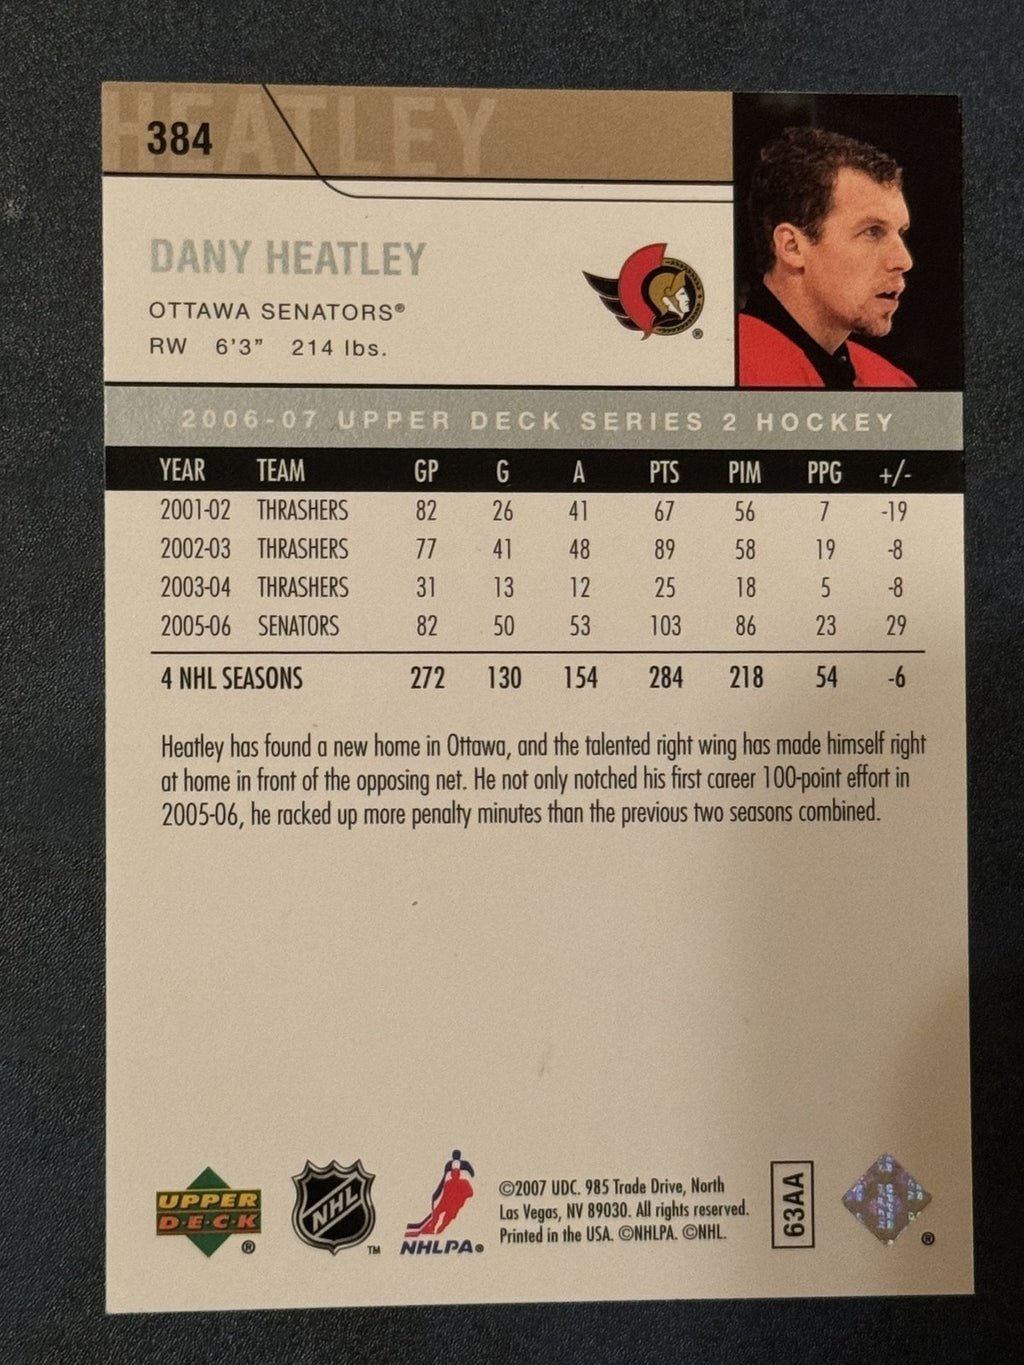 HEATLEY
384
DANY HEATLEY
OTTAWA SENATORS®
RW 6'3" 214 lbs.
2006-07 UPPER DECK SERIES 2 HOCKEY
YEAR TEAM GP G A PTS PIM PPG +/-
2001-02 THRASHERS 82 26 41 67 56 7 -19
2002-03 THRASHERS 77 41 48 89 58 19 -8
2003-04 THRASHERS 31 13 12 25 18 5 -8
2005-06 SENATORS 82 50 53 103 86 23 29
4 NHL SEASONS 272 130 154 284 218 54 -6
Heatley has found a new home in Ottawa, and the talented right wing has made himself right
at home in front of the opposing net. He not only notched his first career 100-point effort in
2005-06, he racked up more penalty minutes than the previous two seasons combined.
UPPER
DECK®
NHL™
NHLPA®
©2007 UDC. 985 Trade Drive, North
Las Vegas, NV 89030. All rights reserved.
Printed in the USA. ©NHLPA. ©NHL.
63AA
®